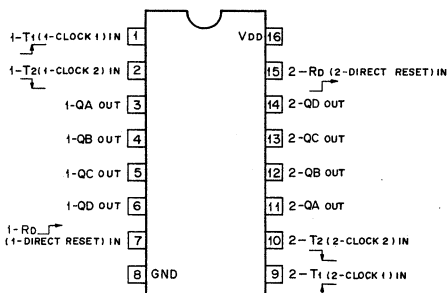 1-T1(1-CLOCK 1)IN 1
1-T2(1-CLOCK 2)IN 2
1-QA OUT 3
1-QB OUT 4
1-QC OUT 5
1-QD OUT 6
1-RD
(1-DIRECT RESET) IN 7
8 GND
VDD 16
15 2-RD (2-DIRECT RESET) IN
14 2-QD OUT
13 2-QC OUT
12 2-QB OUT
11 2-QA OUT
10 2-T2 (2-CLOCK 2) IN
9 2-T1 (2-CLOCK 1) IN